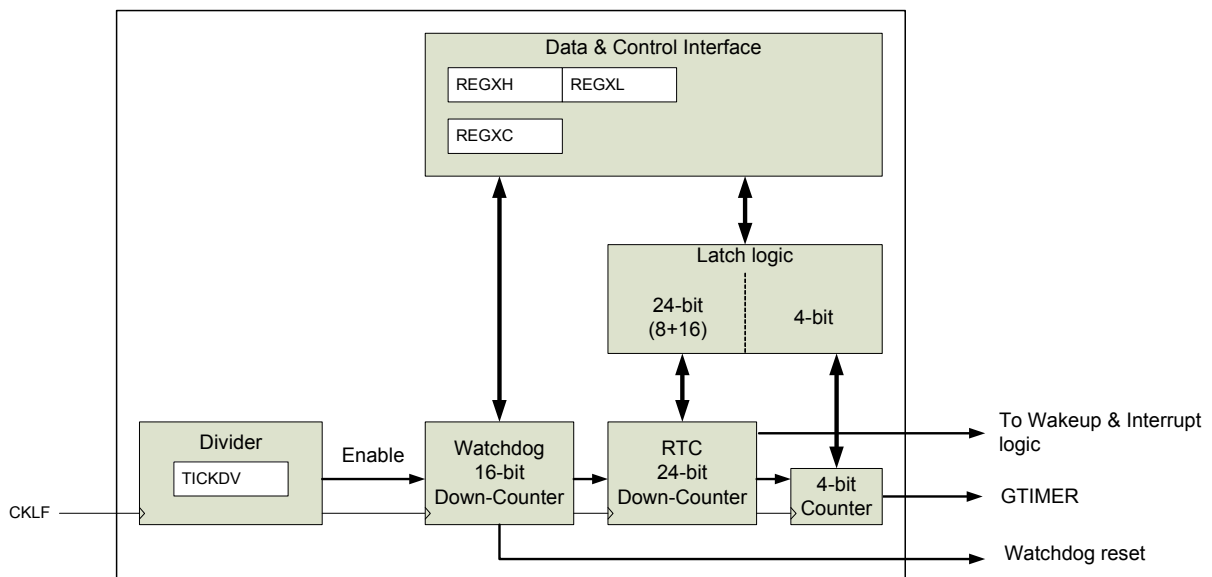 Data & Control Interface
REGXH REGXL
REGXC
Latch logic
24-bit
(8+16)
4-bit
Divider
TICKDV
Enable
Watchdog
16-bit
Down-Counter
RTC
24-bit
Down-Counter
4-bit
Counter
To Wakeup & Interrupt
logic
GTIMER
CKLF
Watchdog reset